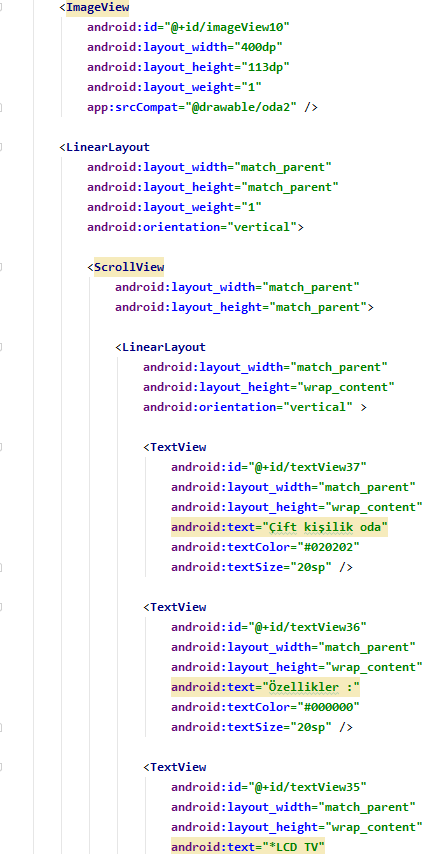 <ImageView
android:id="@+id/imageView10"
android:layout_width="400dp"
android:layout_height="113dp"
android:layout_weight="1"
app:srcCompat="@drawable/oda2" />
<LinearLayout
android:layout_width="match_parent"
android:layout_height="match_parent"
android:layout_weight="1"
android:orientation="vertical">
<ScrollView
android:layout_width="match_parent"
android:layout_height="match_parent">
<LinearLayout
android:layout_width="match_parent"
android:layout_height="wrap_content"
android:orientation="vertical" >
<TextView
android:id="@+id/textView37"
android:layout_width="match_parent"
android:layout_height="wrap_content"
android:text="Çift kişilik oda"
android:textColor="#020202"
android:textSize="20sp" />
<TextView
android:id="@+id/textView36"
android:layout_width="match_parent"
android:layout_height="wrap_content"
android:text="Özellikler :"
android:textColor="#000000"
android:textSize="20sp" />
<TextView
android:id="@+id/textView35"
android:layout_width="match_parent"
android:layout_height="wrap_content"
android:text="*LCD TV"